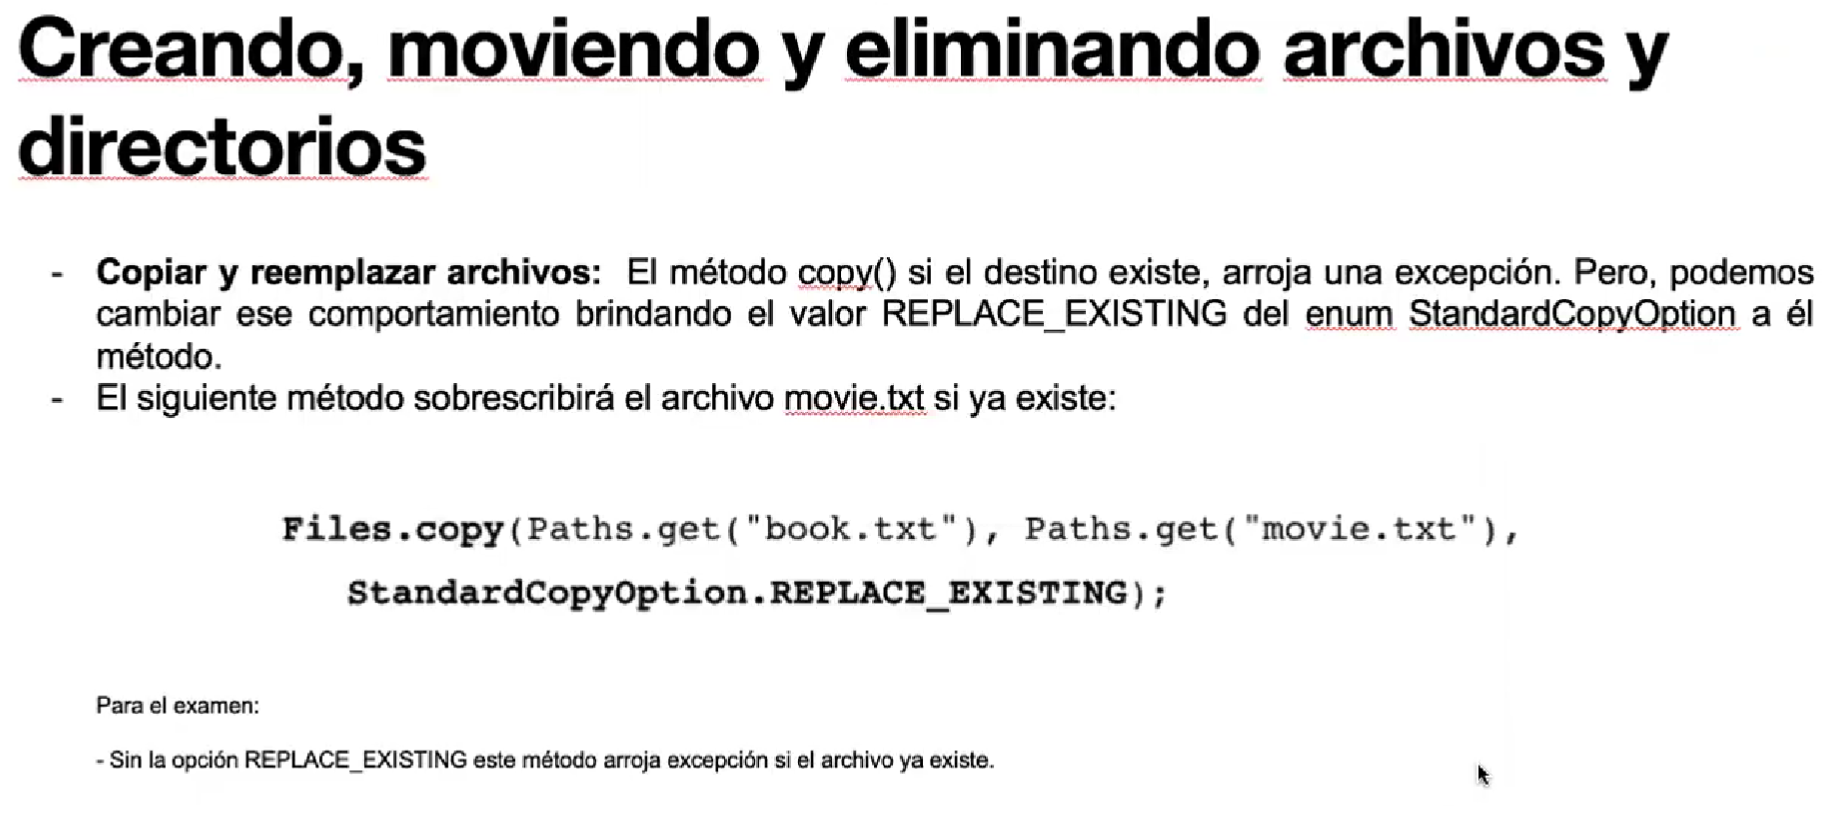 Creando, moviendo y eliminando archivos y
directorios
- Copiar y reemplazar archivos: El método copy() si el destino existe, arroja una excepción. Pero, podemos
cambiar ese comportamiento brindando el valor REPLACE_EXISTING del enum StandardCopyOption a él
método.
- El siguiente método sobrescribirá el archivo movie.txt si ya existe:
Files.copy(Paths.get("book.txt"), Paths.get("movie.txt"),
StandardCopyOption.REPLACE_EXISTING);
Para el examen:
- Sin la opción REPLACE_EXISTING este método arroja excepción si el archivo ya existe.